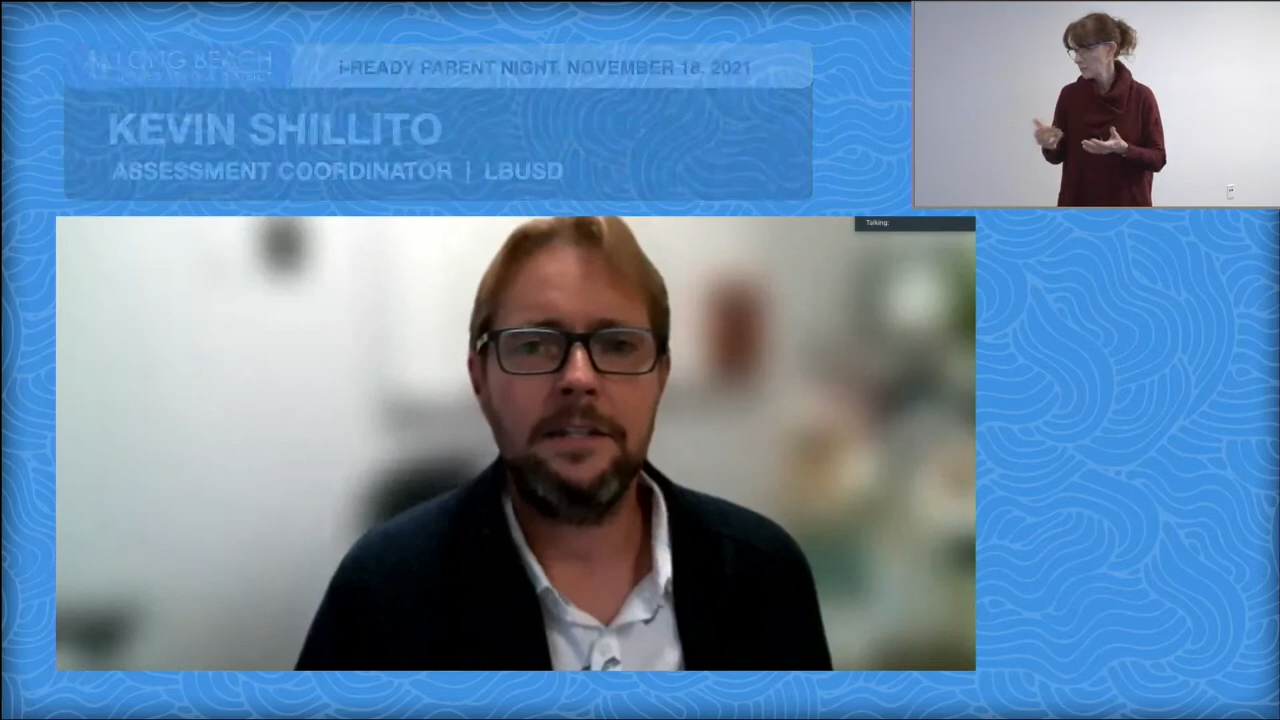 LONG BEACH
i-READY PARENT NIGHT, NOVEMBER 18, 2021
KEVIN SHILLITO
ASSESSMENT COORDINATOR | LBUSD
Talking: